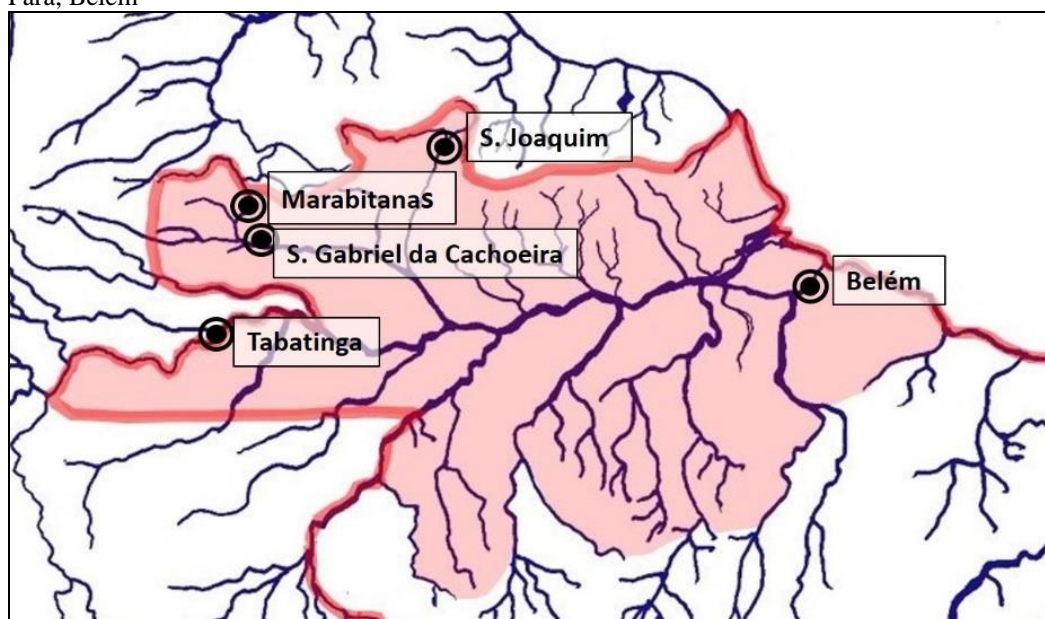 Pará, Belém
S. Joaquim
Marabitanas
S. Gabriel da Cachoeira
Belém
Tabatinga